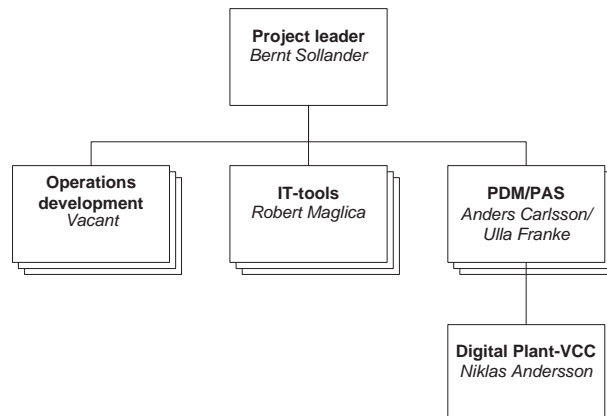 Project leader
Bernt Sollander
Operations
development
Vacant
IT-tools
Robert Maglica
PDM/PAS
Anders Carlsson/
Ulla Franke
Digital Plant-VCC
Niklas Andersson